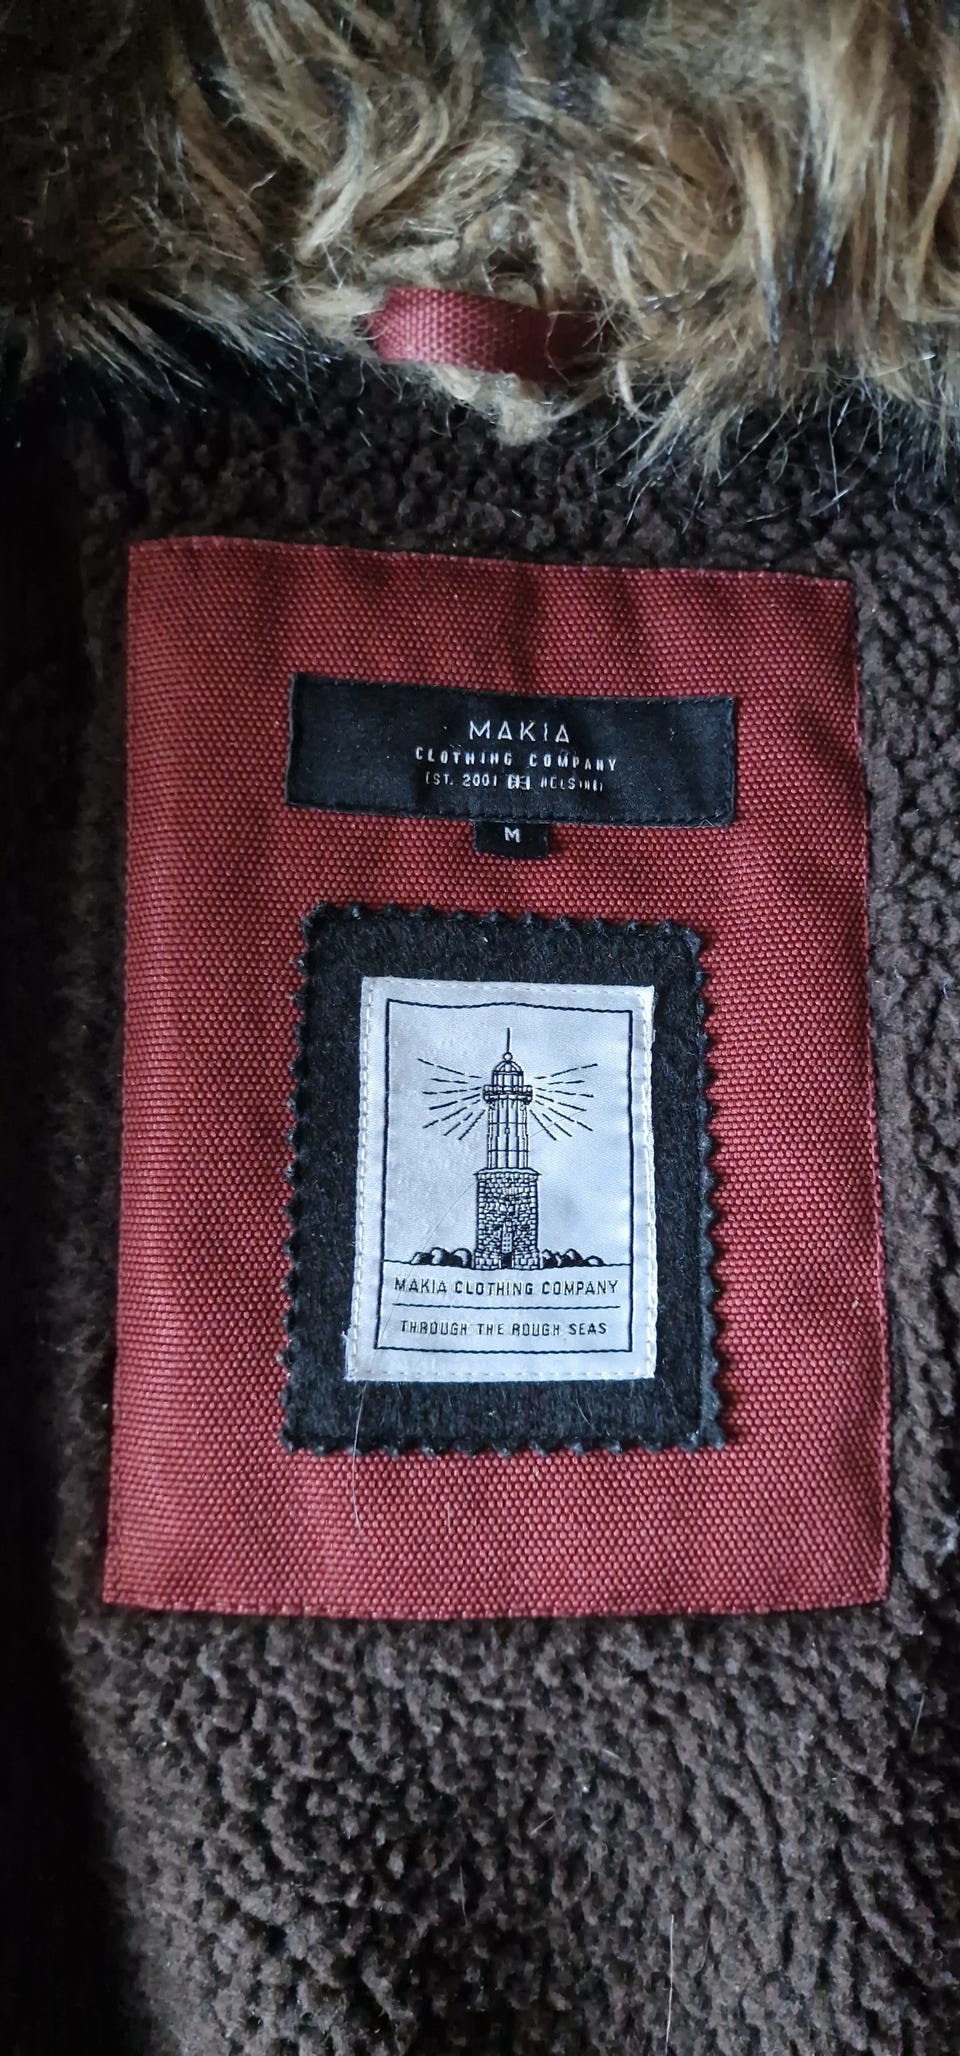 MAKIA
CLOTHING COMPANY
EST. 2001 HELSINKI
M
MAKIA CLOTHING COMPANY
THROUGH THE ROUGH SEAS